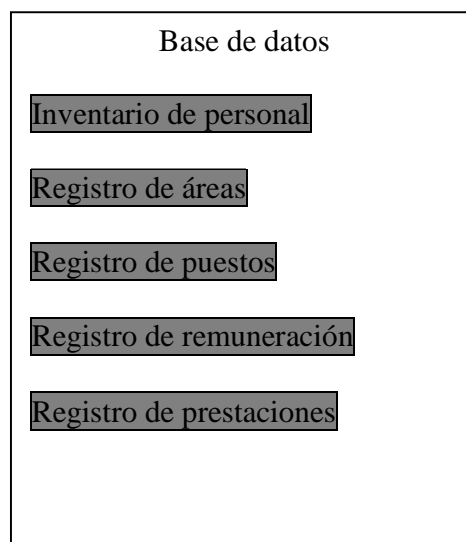 Base de datos
Inventario de personal
Registro de áreas
Registro de puestos
Registro de remuneración
Registro de prestaciones